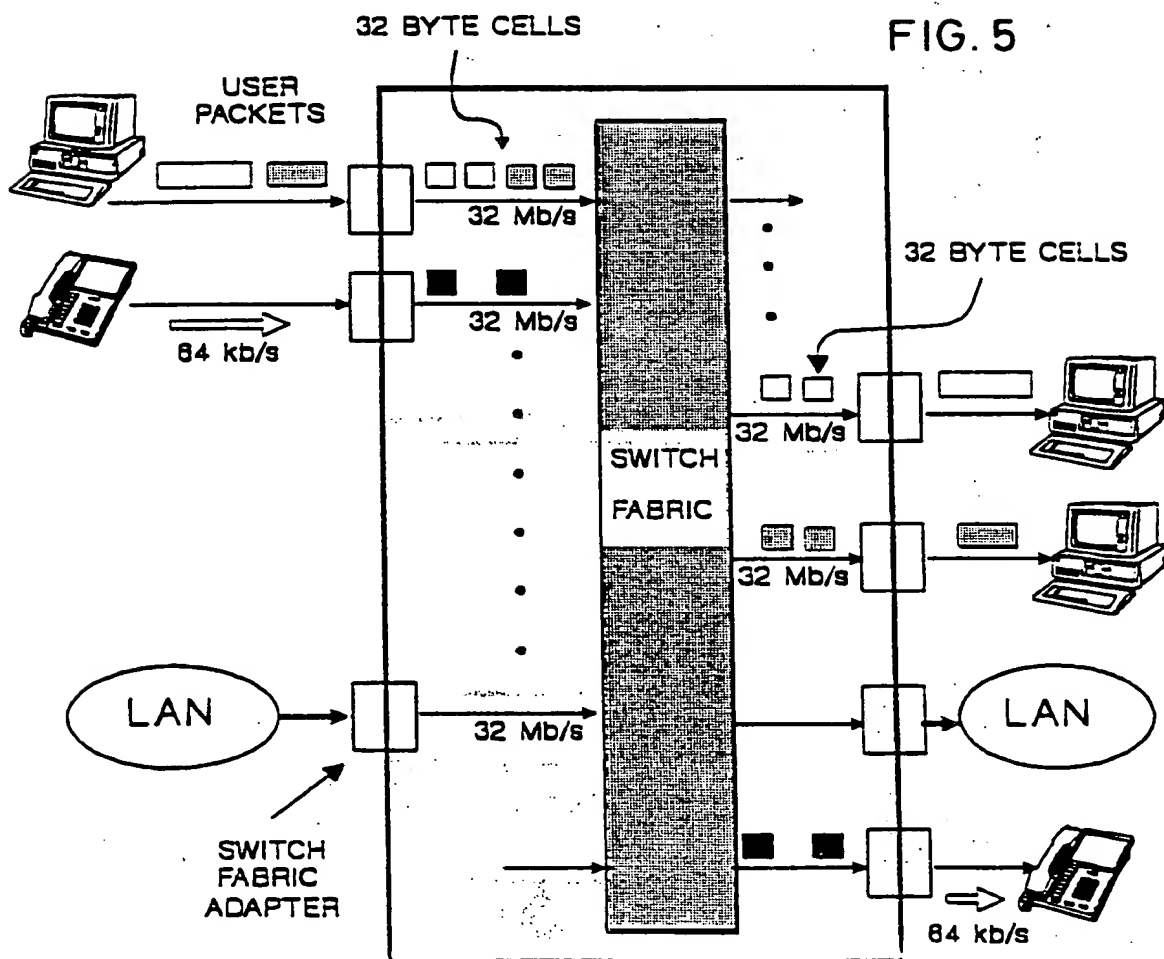 32 BYTE CELLS
FIG. 5
USER
PACKETS
32 Mb/s
32 BYTE CELLS
32 Mb/s
64 kb/s
32 Mb/s
SWITCH
FABRIC
32 Mb/s
LAN
32 Mb/s
LAN
SWITCH
FABRIC
ADAPTER
64 kb/s